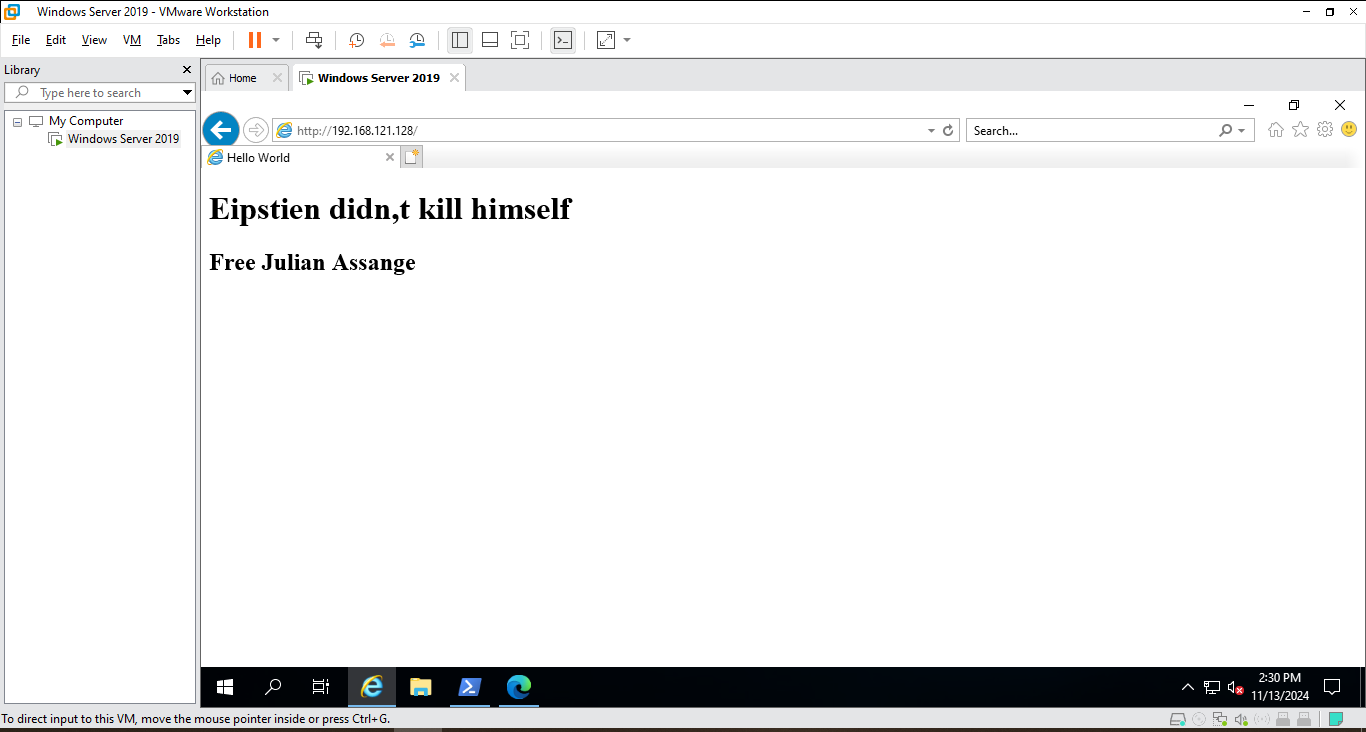 Windows Server 2019 - VMware Workstation
File Edit View VM Tabs Help
Library
Type here to search
My Computer
Windows Server 2019
Home
Windows Server 2019
http://192.168.121.128/
Search...
Hello World
Eipstien didn,t kill himself
Free Julian Assange
2:30 PM
11/13/2024
To direct input to this VM, move the mouse pointer inside or press Ctrl+G.